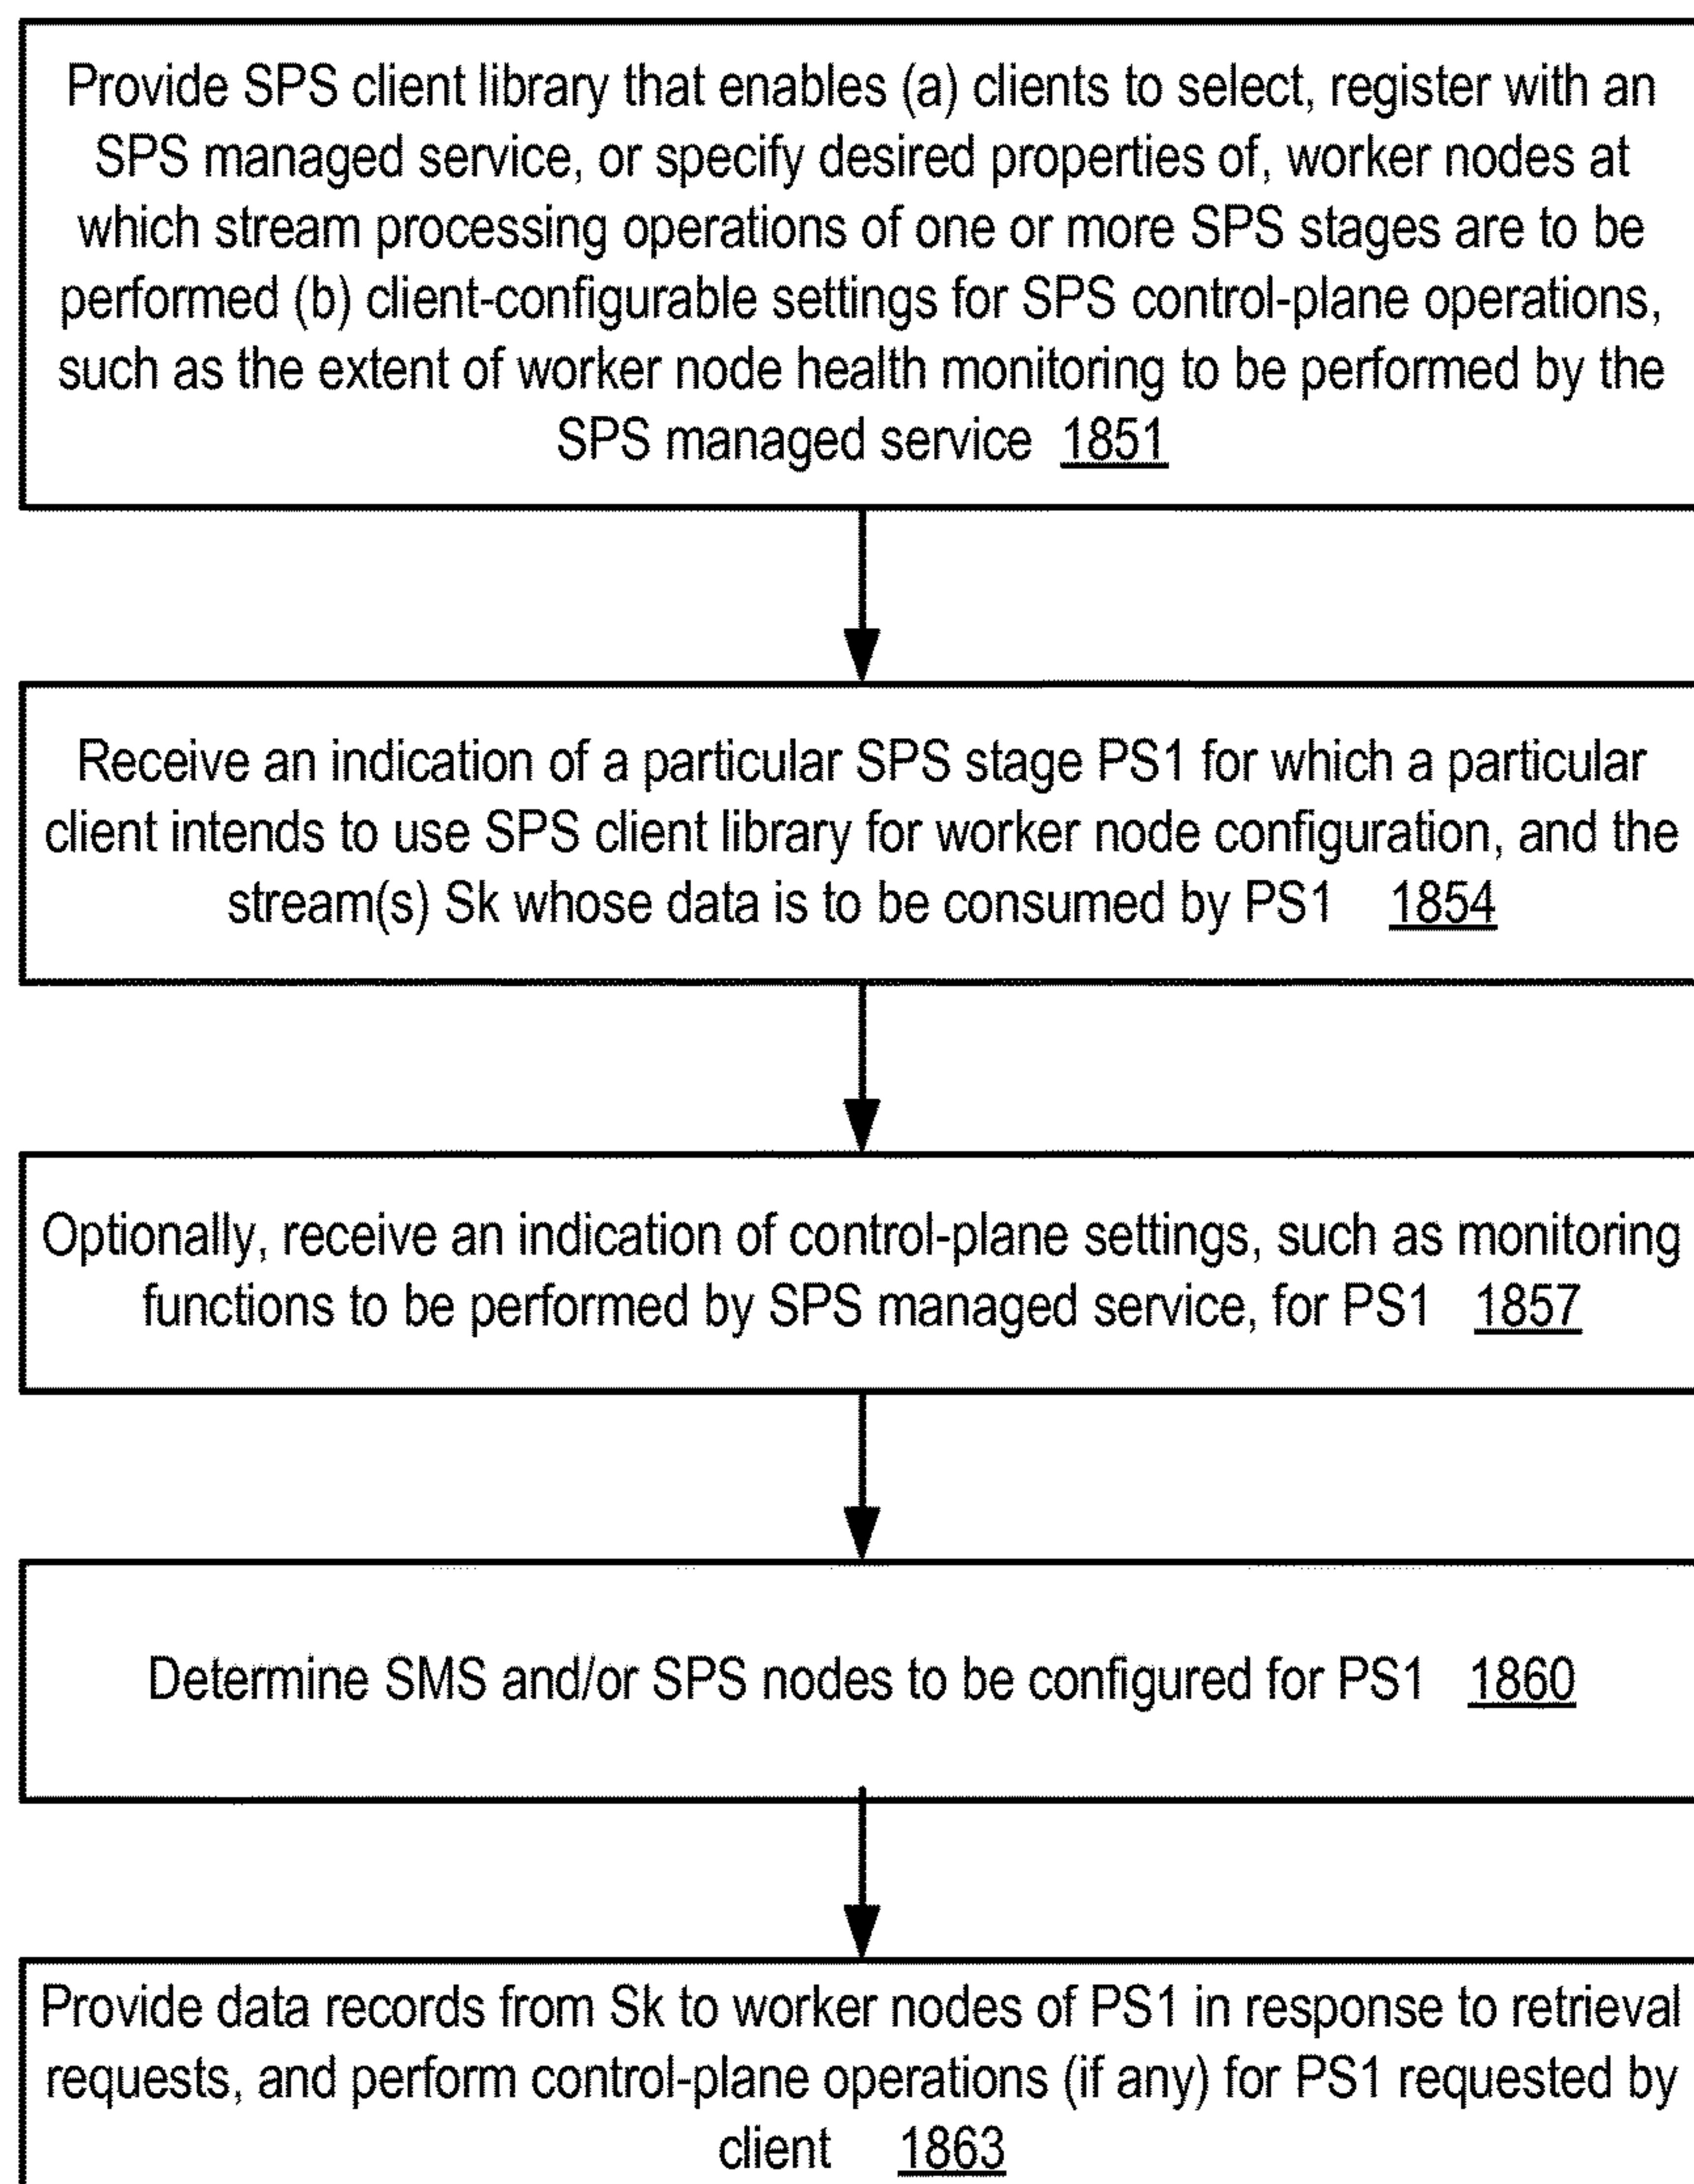 Provide SPS client library that enables (a) clients to select, register with an
SPS managed service, or specify desired properties of, worker nodes at
which stream processing operations of one or more SPS stages are to be
performed (b) client-configurable settings for SPS control-plane operations,
such as the extent of worker node health monitoring to be performed by the
SPS managed service 1851
Receive an indication of a particular SPS stage PS1 for which a particular
client intends to use SPS client library for worker node configuration, and the
stream(s) Sk whose data is to be consumed by PS1 1854
Optionally, receive an indication of control-plane settings, such as monitoring
functions to be performed by SPS managed service, for PS1 1857
Determine SMS and/or SPS nodes to be configured for PS1 1860
Provide data records from Sk to worker nodes of PS1 in response to retrieval
requests, and perform control-plane operations (if any) for PS1 requested by
client 1863